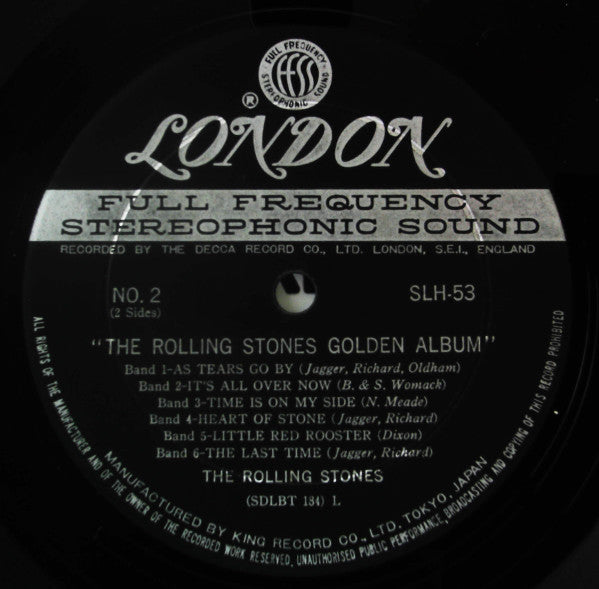 FULL FREQUENCY
FFSS
STEREOPHONIC SOUND
®
LONDON
FULL FREQUENCY
STEREOPHONIC SOUND
RECORDED BY THE DECCA RECORD CO., LTD. LONDON, S.E.I., ENGLAND
NO. 2
(2 Sides)
SLH-53
"THE ROLLING STONES GOLDEN ALBUM"
Band 1-AS TEARS GO BY (Jagger, Richard, Oldham)
Band 2-IT'S ALL OVER NOW (B. & S. Womack)
Band 3-TIME IS ON MY SIDE (N. Meade)
Band 4-HEART OF STONE (Jagger, Richard)
Band 5-LITTLE RED ROOSTER (Dixon)
Band 6-THE LAST TIME (Jagger, Richard)
THE ROLLING STONES
(SDLBT 134) 1.
MANUFACTURED BY KING RECORD CO., LTD. TOKYO, JAPAN
ALL RIGHTS OF THE MANUFACTURER AND OF THE OWNER OF THE RECORDED WORK RESERVED, UNAUTHORISED PUBLIC PERFORMANCE, BROADCASTING AND COPYING OF THIS RECORD PROHIBITED